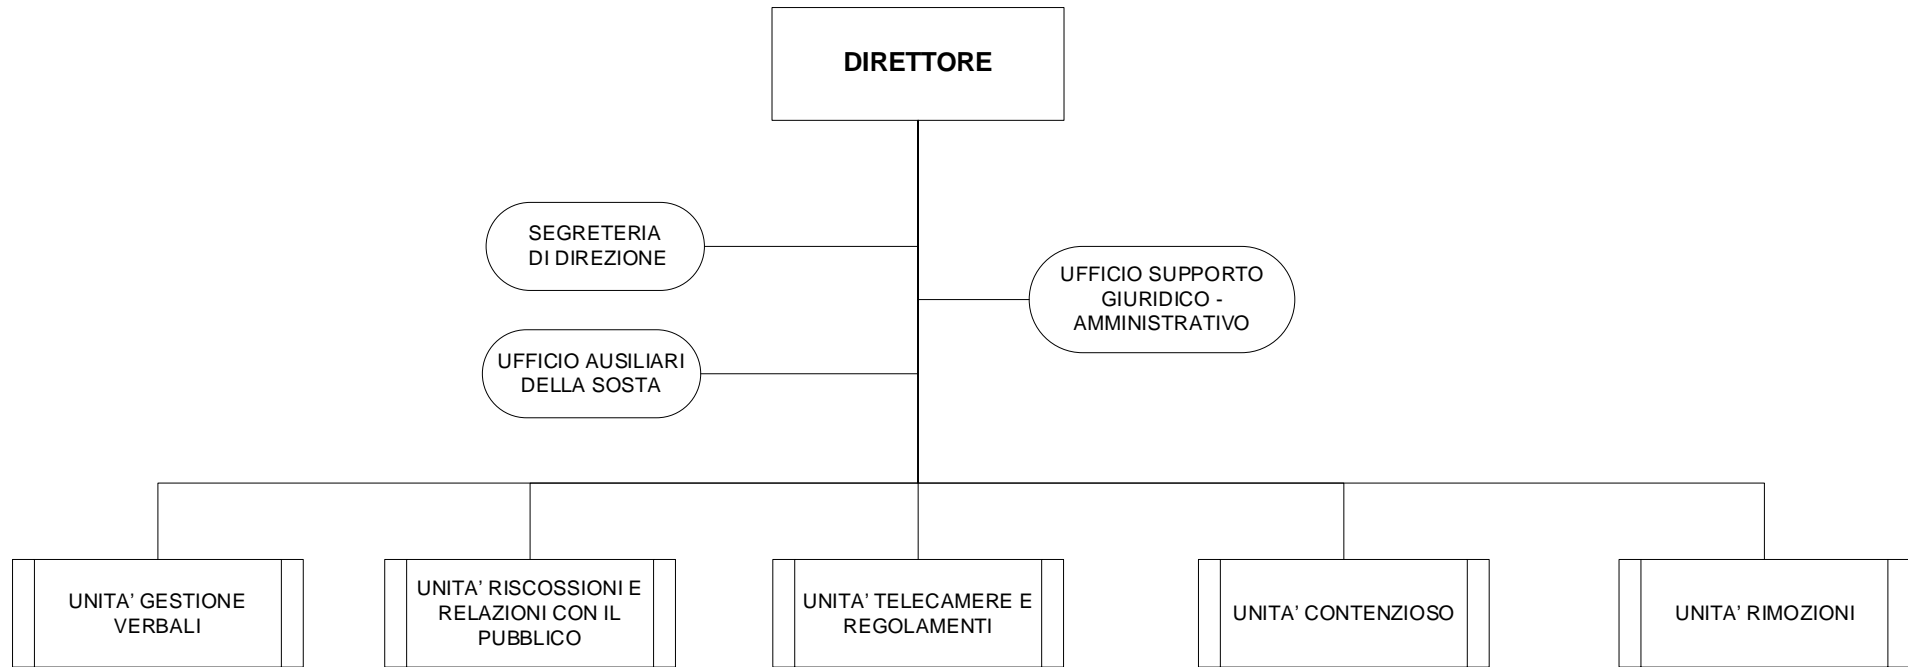 DIRETTORE
SEGRETERIA
DI DIREZIONE
UFFICIO SUPPORTO
GIURIDICO -
AMMINISTRATIVO
UFFICIO AUSILIARI
DELLA SOSTA
UNITA’ GESTIONE
VERBALI
UNITA’ RISCOSSIONI E
RELAZIONI CON IL
PUBBLICO
UNITA’ TELECAMERE E
REGOLAMENTI
UNITA’ CONTENZIOSO
UNITA’ RIMOZIONI